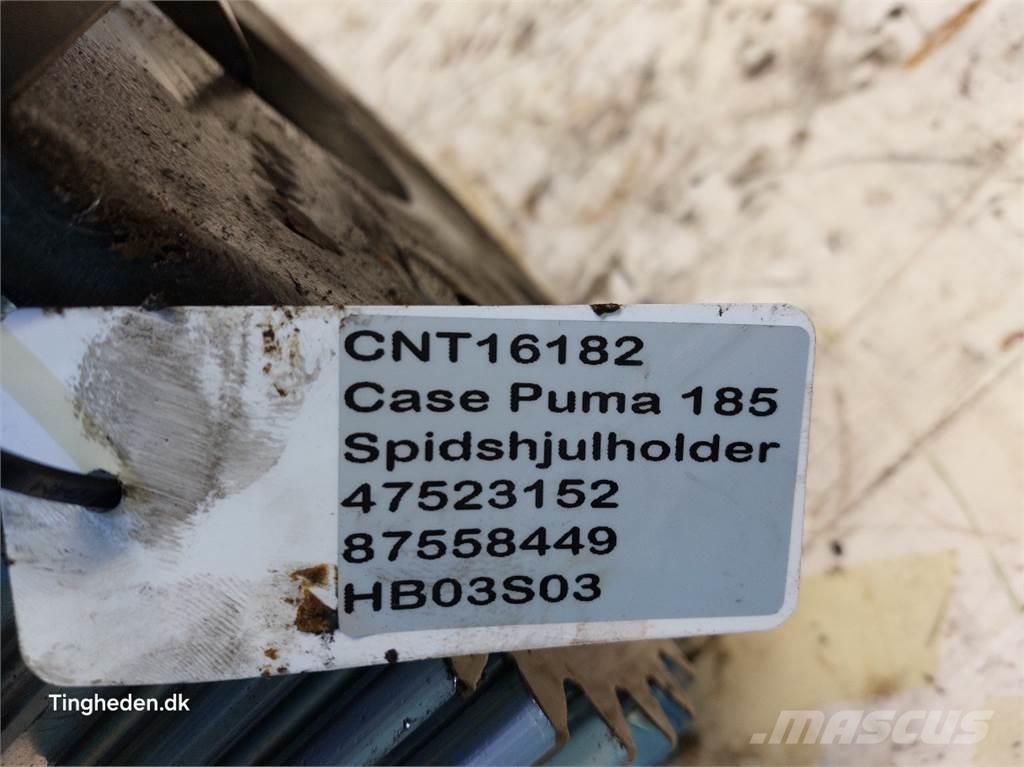 CNT16182
Case Puma 185
Spidshjulholder
47523152
87558449
HB03S03
Tingheden.dk
MASCUS